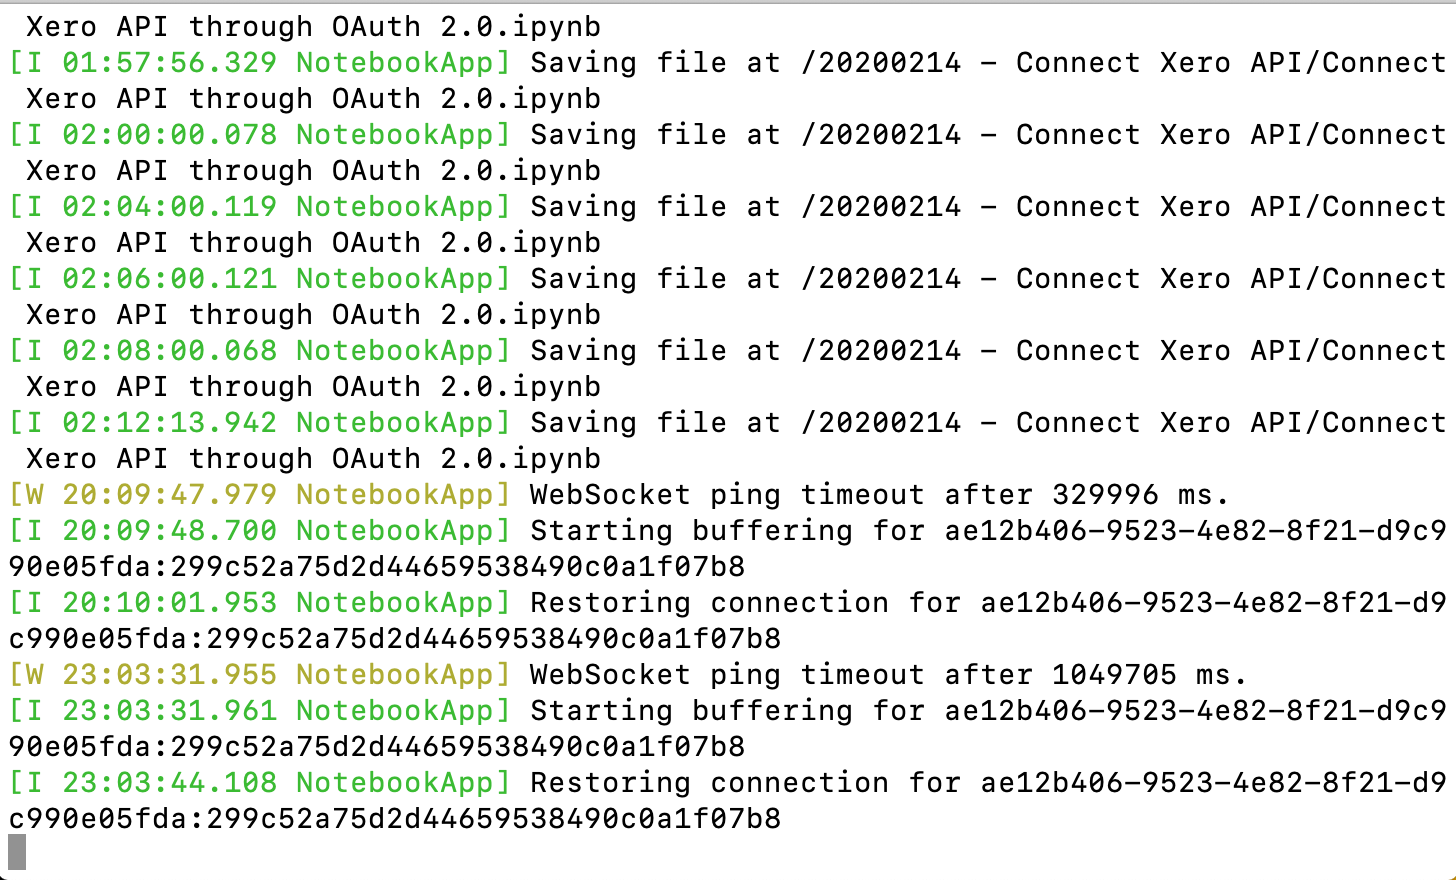 Xero API through OAuth 2.0.ipynb
[I 01:57:56.329 NotebookApp] Saving file at /20200214 – Connect Xero API/Connect
Xero API through OAuth 2.0.ipynb
[I 02:00:00.078 NotebookApp] Saving file at /20200214 – Connect Xero API/Connect
Xero API through OAuth 2.0.ipynb
[I 02:04:00.119 NotebookApp] Saving file at /20200214 – Connect Xero API/Connect
Xero API through OAuth 2.0.ipynb
[I 02:06:00.121 NotebookApp] Saving file at /20200214 – Connect Xero API/Connect
Xero API through OAuth 2.0.ipynb
[I 02:08:00.068 NotebookApp] Saving file at /20200214 – Connect Xero API/Connect
Xero API through OAuth 2.0.ipynb
[I 02:12:13.942 NotebookApp] Saving file at /20200214 – Connect Xero API/Connect
Xero API through OAuth 2.0.ipynb
[W 20:09:47.979 NotebookApp] WebSocket ping timeout after 329996 ms.
[I 20:09:48.700 NotebookApp] Starting buffering for ae12b406-9523-4e82-8f21-d9c9
90e05fda:299c52a75d2d44659538490c0a1f07b8
[I 20:10:01.953 NotebookApp] Restoring connection for ae12b406-9523-4e82-8f21-d9
c990e05fda:299c52a75d2d44659538490c0a1f07b8
[W 23:03:31.955 NotebookApp] WebSocket ping timeout after 1049705 ms.
[I 23:03:31.961 NotebookApp] Starting buffering for ae12b406-9523-4e82-8f21-d9c9
90e05fda:299c52a75d2d44659538490c0a1f07b8
[I 23:03:44.108 NotebookApp] Restoring connection for ae12b406-9523-4e82-8f21-d9
c990e05fda:299c52a75d2d44659538490c0a1f07b8